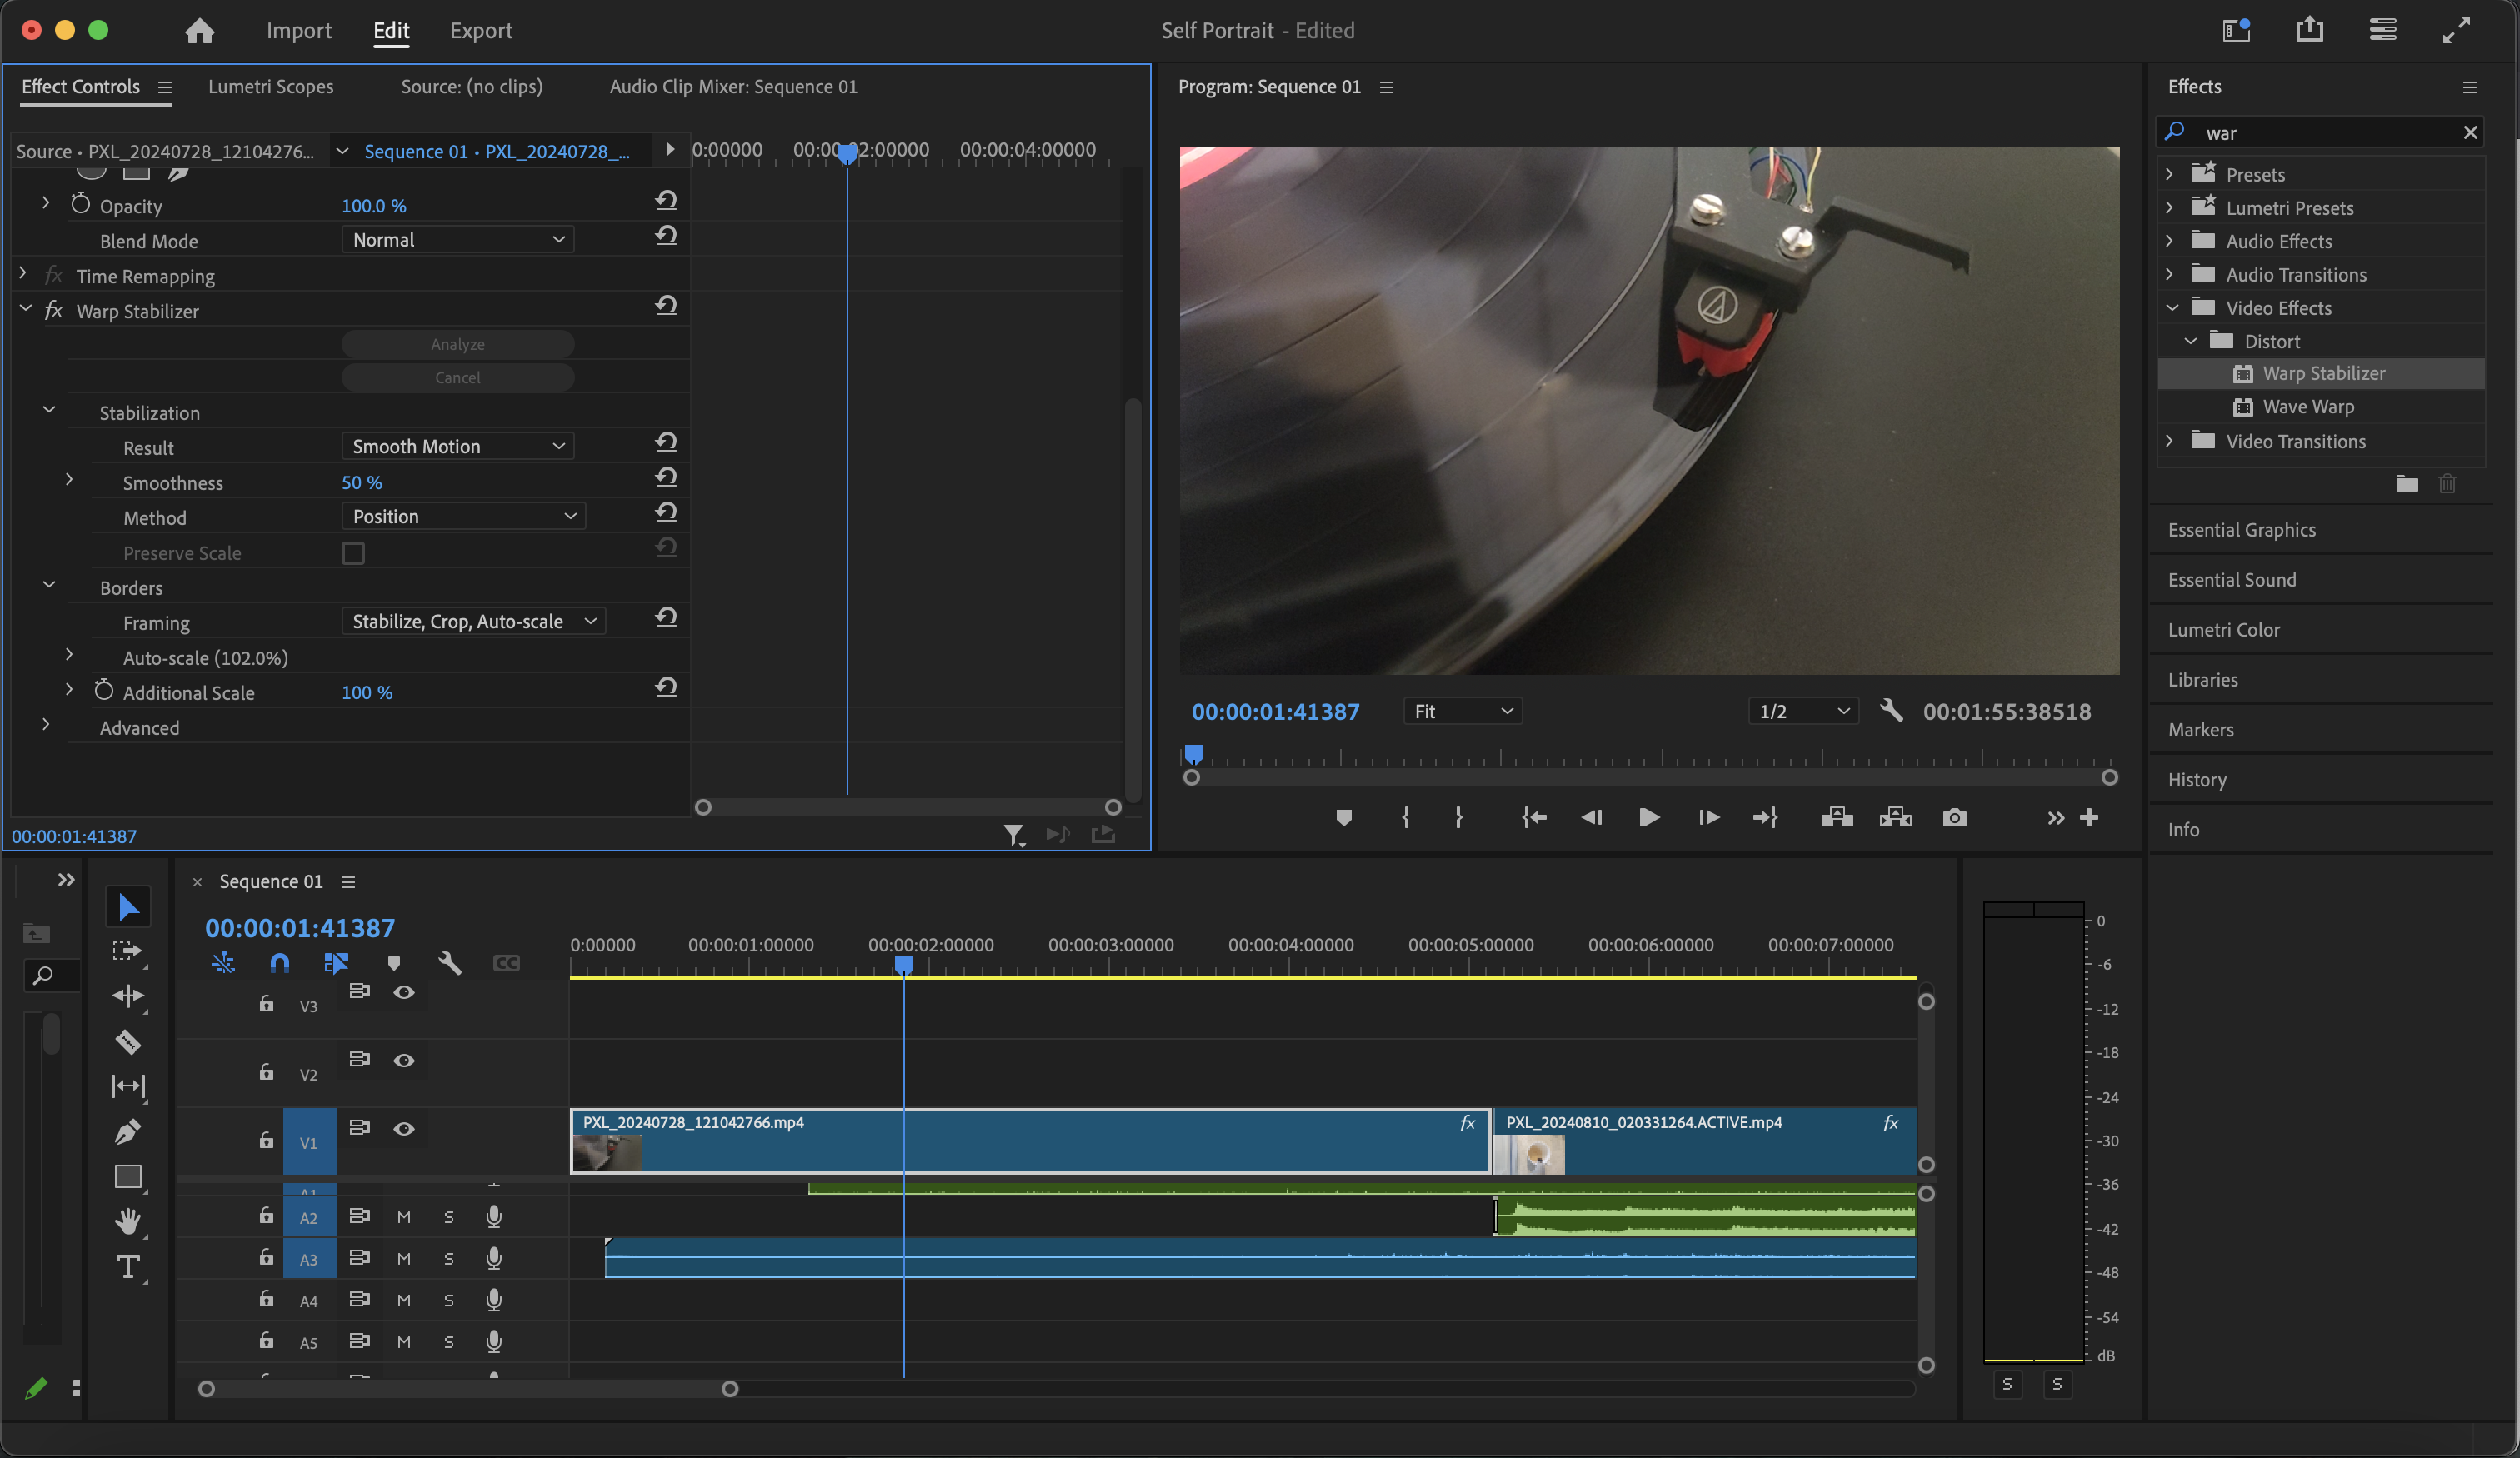 Import Edit Export
Self Portrait - Edited
Effect Controls Lumetri Scopes Source: (no clips) Audio Clip Mixer: Sequence 01
Source • PXL_20240728_12104276...
Sequence 01 • PXL_20240728_...
0:00000 00:00:02:00000 00:00:04:00000
Opacity 100.0 %
Blend Mode Normal
fx Time Remapping
fx Warp Stabilizer
Analyze
Cancel
Stabilization
Result Smooth Motion
Smoothness 50 %
Method Position
Preserve Scale
Borders
Framing Stabilize, Crop, Auto-scale
Auto-scale (102.0%)
Additional Scale 100 %
Advanced
00:00:01:41387
Program: Sequence 01
00:00:01:41387 Fit 1/2 00:01:55:38518
Effects
war
Presets
Lumetri Presets
Audio Effects
Audio Transitions
Video Effects
Distort
Warp Stabilizer
Wave Warp
Video Transitions
Essential Graphics
Essential Sound
Lumetri Color
Libraries
Markers
History
Info
× Sequence 01
00:00:01:41387
CC
0:00000 00:00:01:00000 00:00:02:00000 00:00:03:00000 00:00:04:00000 00:00:05:00000 00:00:06:00000 00:00:07:00000
V3
V2
V1
PXL_20240728_121042766.mp4 fx
PXL_20240810_020331264.ACTIVE.mp4 fx
A1
A2 M S
A3 M S
A4 M S
A5 M S
T
0
-6
-12
-18
-24
-30
-36
-42
-48
-54
dB
S S